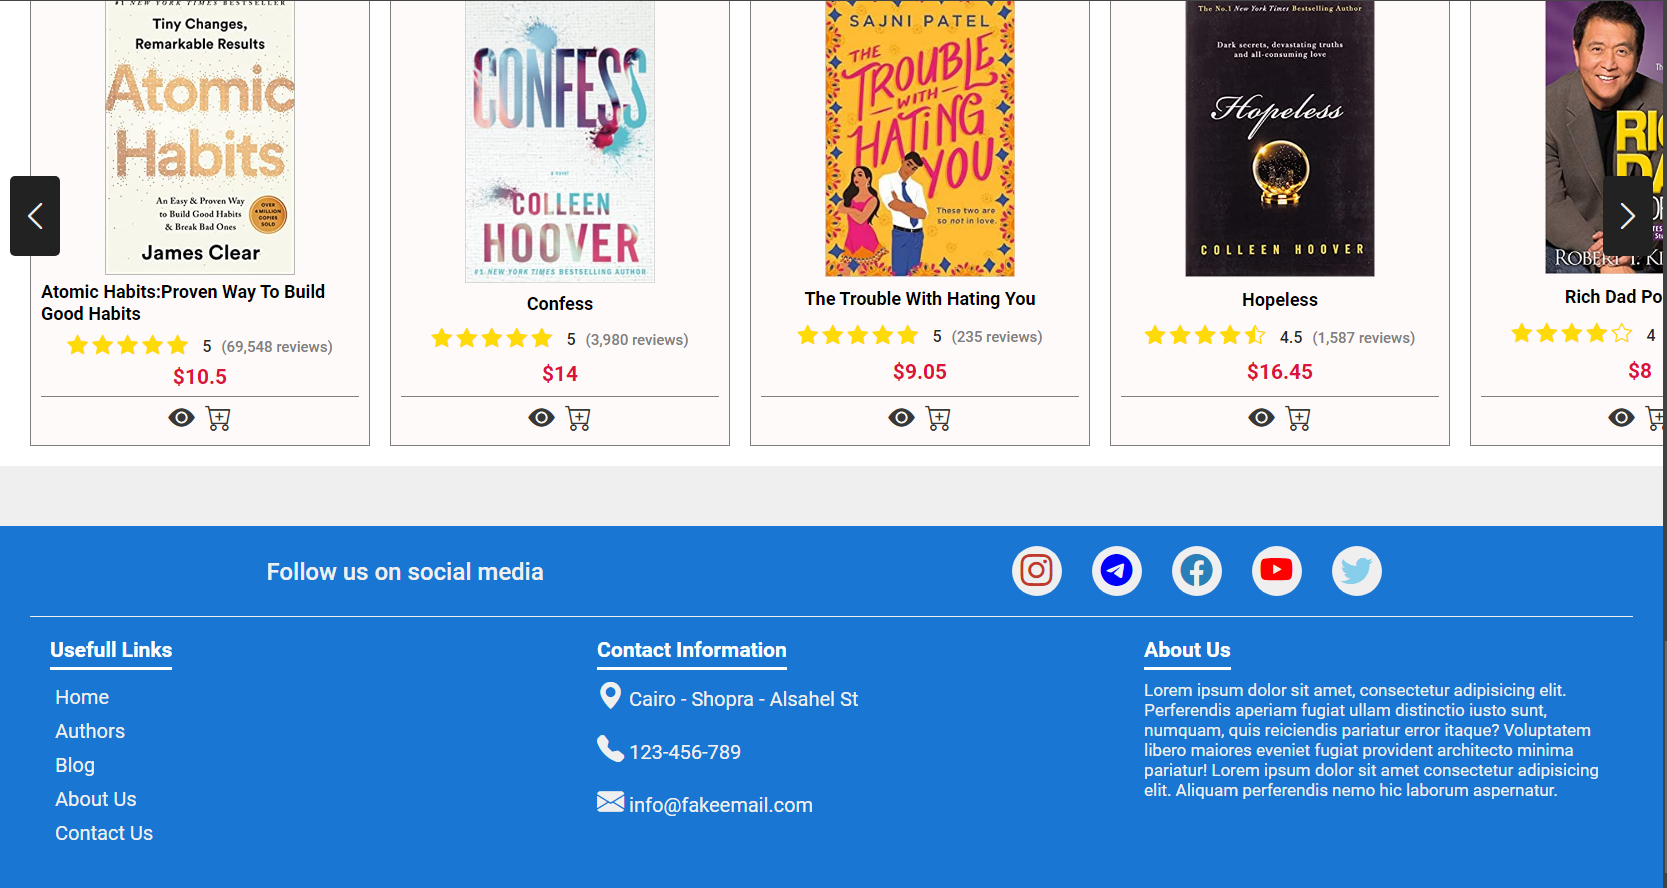 #1 NEW YORK TIMES BESTSELLER
Tiny Changes,
Remarkable Results
Atomic
Habits
An Easy & Proven Way
to Build Good Habits
& Break Bad Ones
OVER
4 MILLION
COPIES
SOLD
James Clear
Atomic Habits:Proven Way To Build
Good Habits
5 (69,548 reviews)
$10.5
CONFESS
a novel
COLLEEN
HOOVER
#1 NEW YORK TIMES BESTSELLING AUTHOR
Confess
5 (3,980 reviews)
$14
SAJNI PATEL
THE
TROUBLE
WITH
HATING
YOU
These two are
so not in love.
The Trouble With Hating You
5 (235 reviews)
$9.05
The No.1 New York Times Bestselling Author
Dark secrets, devastating truths
and all-consuming love
Hopeless
COLLEEN HOOVER
Hopeless
4.5 (1,587 reviews)
$16.45
RI
DA
ROBERT T. KI
Rich Dad Po
4
$8
Follow us on social media
Usefull Links
Home
Authors
Blog
About Us
Contact Us
Contact Information
Cairo - Shopra - Alsahel St
123-456-789
info@fakeemail.com
About Us
Lorem ipsum dolor sit amet, consectetur adipisicing elit.
Perferendis aperiam fugiat ullam distinctio iusto sunt,
numquam, quis reiciendis pariatur error itaque? Voluptatem
libero maiores eveniet fugiat provident architecto minima
pariatur! Lorem ipsum dolor sit amet consectetur adipisicing
elit. Aliquam perferendis nemo hic laborum aspernatur.